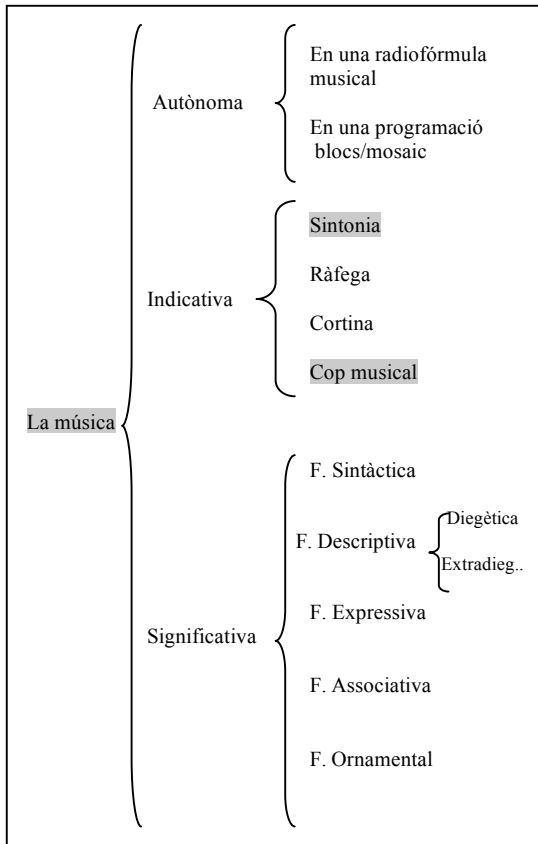 La música
Autònoma
En una radiofórmula
musical
En una programació
blocs/mosaic
Indicativa
Sintonia
Ràfega
Cortina
Cop musical
Significativa
F. Sintàctica
F. Descriptiva
Diegètica
Extradieg..
F. Expressiva
F. Associativa
F. Ornamental